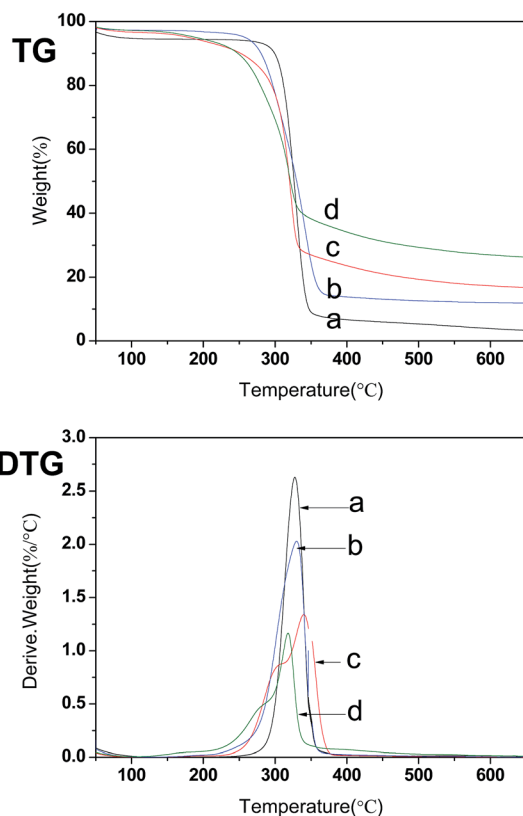 TG
100
80
60
40
20
0
Weight(%)
d
c
b
a
100 200 300 400 500 600
Temperature(°C)
DTG
3.0
2.5
2.0
1.5
1.0
0.5
0.0
Derive.Weight(%/°C)
a
b
c
d
100 200 300 400 500 600
Temperature(°C)